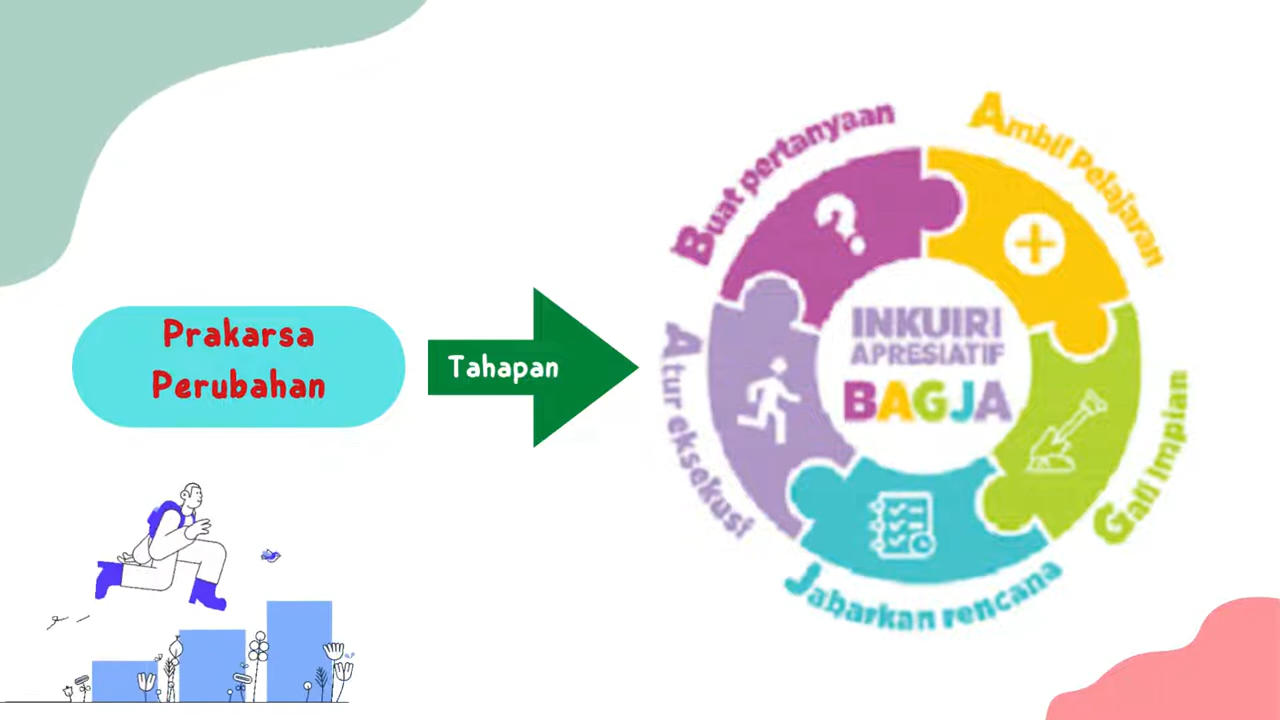 Prakarsa
Perubahan
Tahapan
Buat pertanyaan
Ambil Pelajaran
Gali Impian
Jabarkan rencana
Atur eksekusi
INKUIRI
APRESIATIF
BAGJA